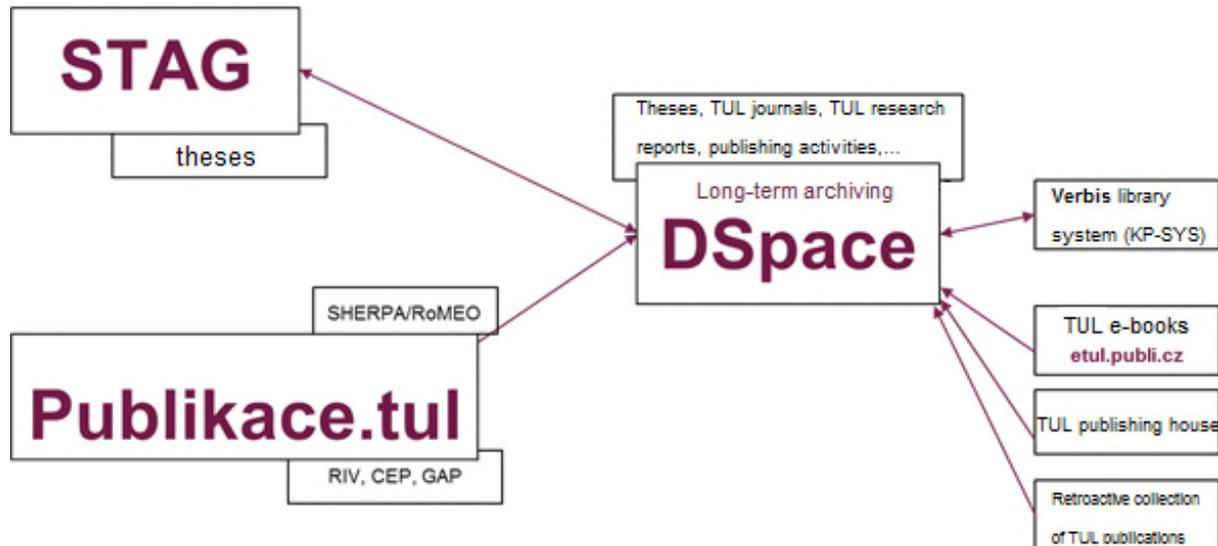 STAG
theses
Theses, TUL journals, TUL research
reports, publishing activities,...
Long-term archiving
DSpace
Verbis library
system (KP-SYS)
SHERPA/RoMEO
Publikace.tul
RIV, CEP, GAP
TUL e-books
etul.publi.cz
TUL publishing house
Retroactive collection
of TUL publications